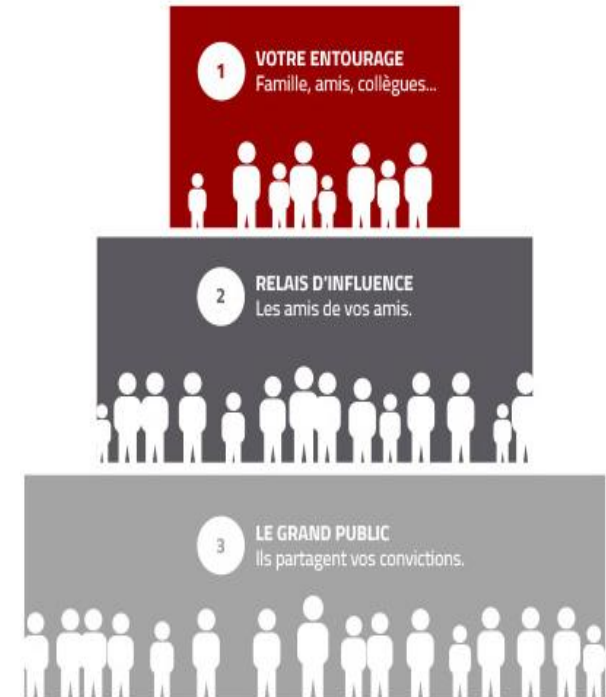 1
VOTRE ENTOURAGE
Famille, amis, collègues...
2
RELAIS D'INFLUENCE
Les amis de vos amis.
3
LE GRAND PUBLIC
Ils partagent vos convictions.